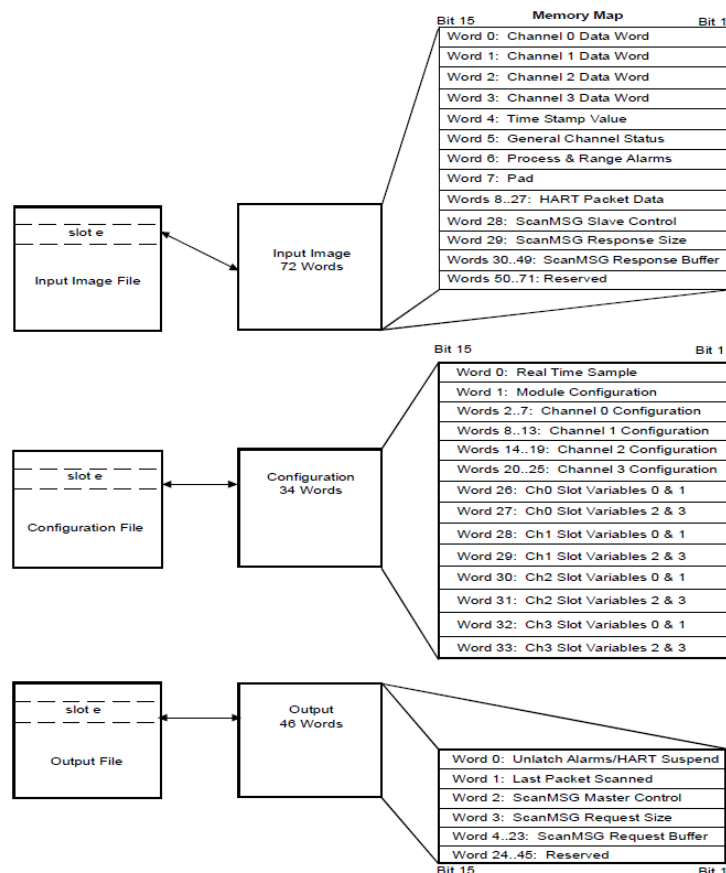 Bit 15 Memory Map Bit 1
Word 0: Channel 0 Data Word
Word 1: Channel 1 Data Word
Word 2: Channel 2 Data Word
Word 3: Channel 3 Data Word
Word 4: Time Stamp Value
Word 5: General Channel Status
Word 6: Process & Range Alarms
Word 7: Pad
Words 8..27: HART Packet Data
Word 28: ScanMSG Slave Control
Word 29: ScanMSG Response Size
Words 30..49: ScanMSG Response Buffer
Words 50..71: Reserved
slot e
Input Image File
Input Image
72 Words
Bit 15 Bit 1
Word 0: Real Time Sample
Word 1: Module Configuration
Words 2..7: Channel 0 Configuration
Words 8..13: Channel 1 Configuration
Words 14..19: Channel 2 Configuration
Words 20..25: Channel 3 Configuration
Word 26: Ch0 Slot Variables 0 & 1
Word 27: Ch0 Slot Variables 2 & 3
Word 28: Ch1 Slot Variables 0 & 1
Word 29: Ch1 Slot Variables 2 & 3
Word 30: Ch2 Slot Variables 0 & 1
Word 31: Ch2 Slot Variables 2 & 3
Word 32: Ch3 Slot Variables 0 & 1
Word 33: Ch3 Slot Variables 2 & 3
slot e
Configuration File
Configuration
34 Words
slot e
Output File
Output
46 Words
Word 0: Unlatch Alarms/HART Suspend
Word 1: Last Packet Scanned
Word 2: ScanMSG Master Control
Word 3: ScanMSG Request Size
Word 4..23: ScanMSG Request Buffer
Word 24..45: Reserved
Bit 15 Bit 1